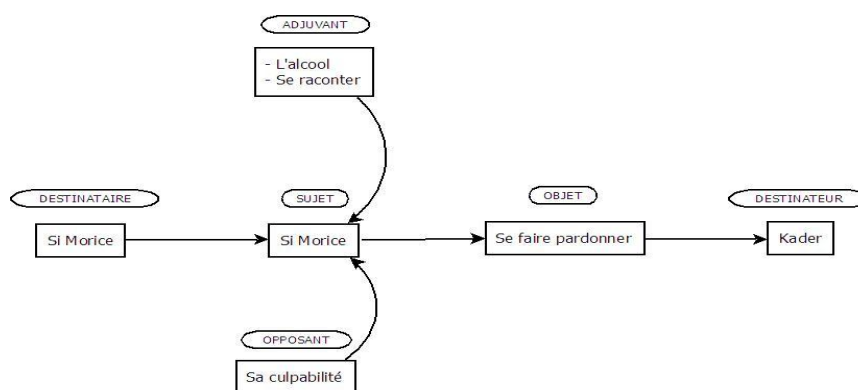 ADJUVANT
- L'alcool
- Se raconter
DESTINATAIRE
SUJET
OBJET
DESTINATEUR
Si Morice
Si Morice
Se faire pardonner
Kader
OPPOSANT
Sa culpabilité